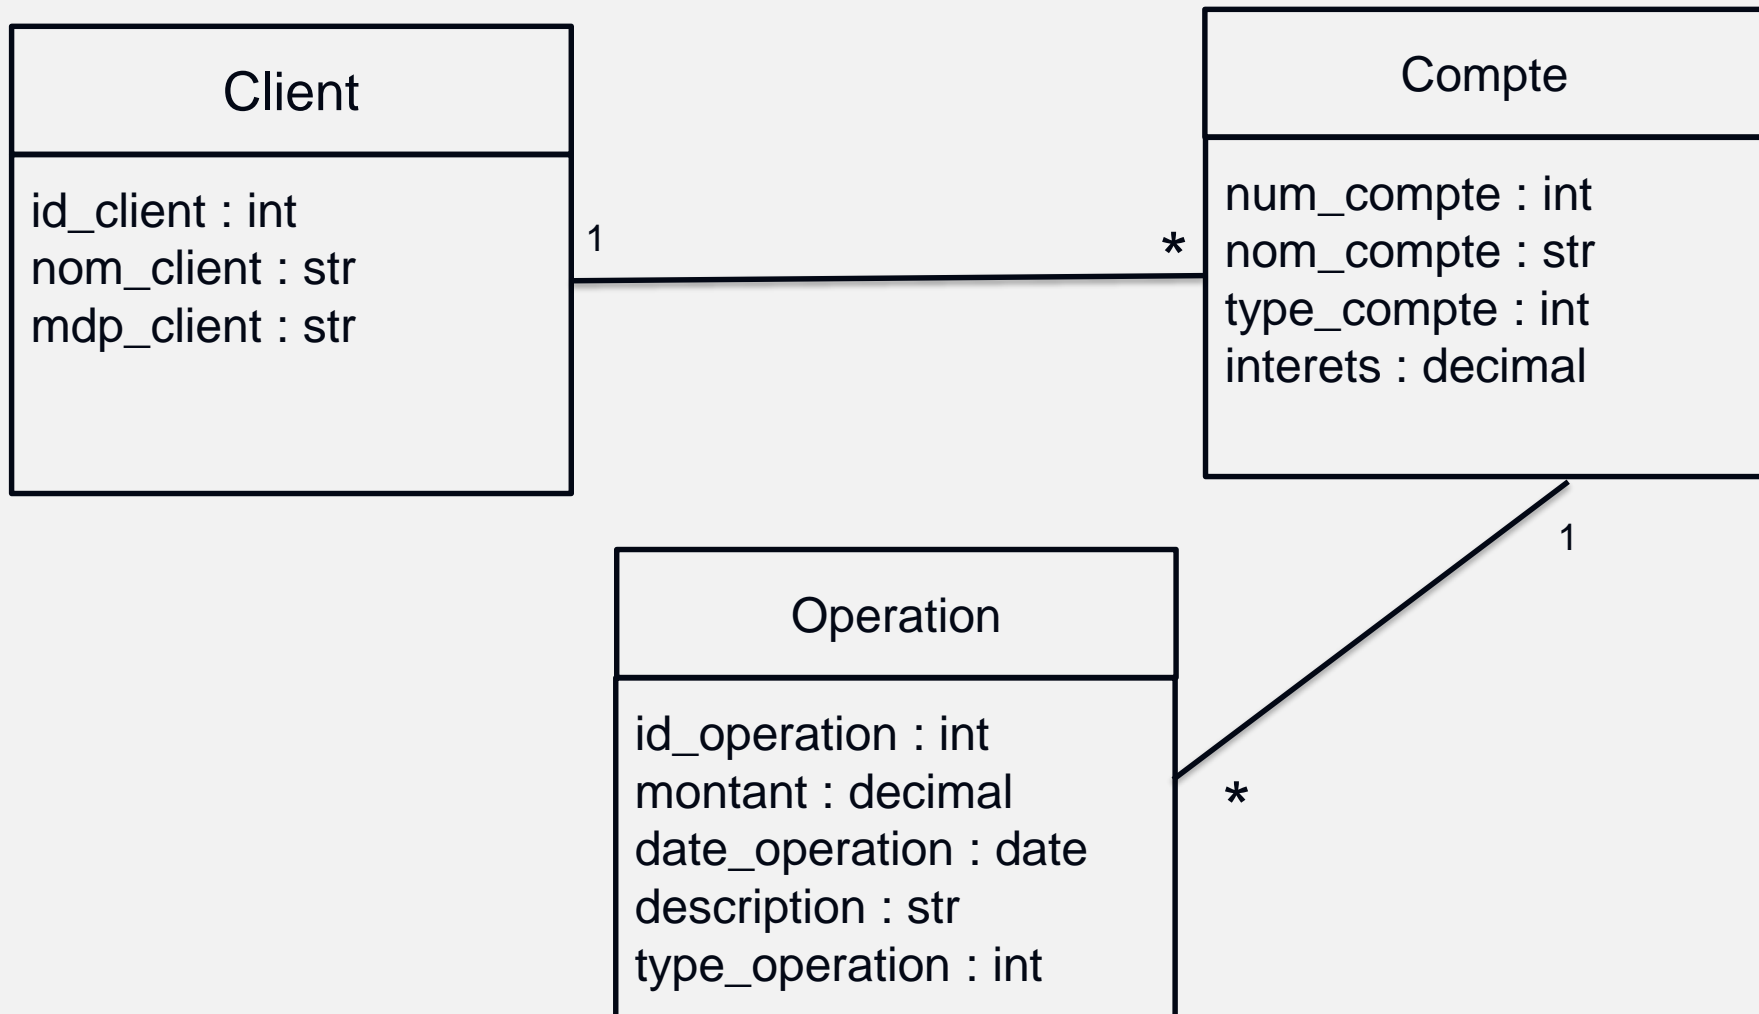 Client
id_client : int
nom_client : str
mdp_client : str
1
*
Compte
num_compte : int
nom_compte : str
type_compte : int
interets : decimal
1
*
Operation
id_operation : int
montant : decimal
date_operation : date
description : str
type_operation : int